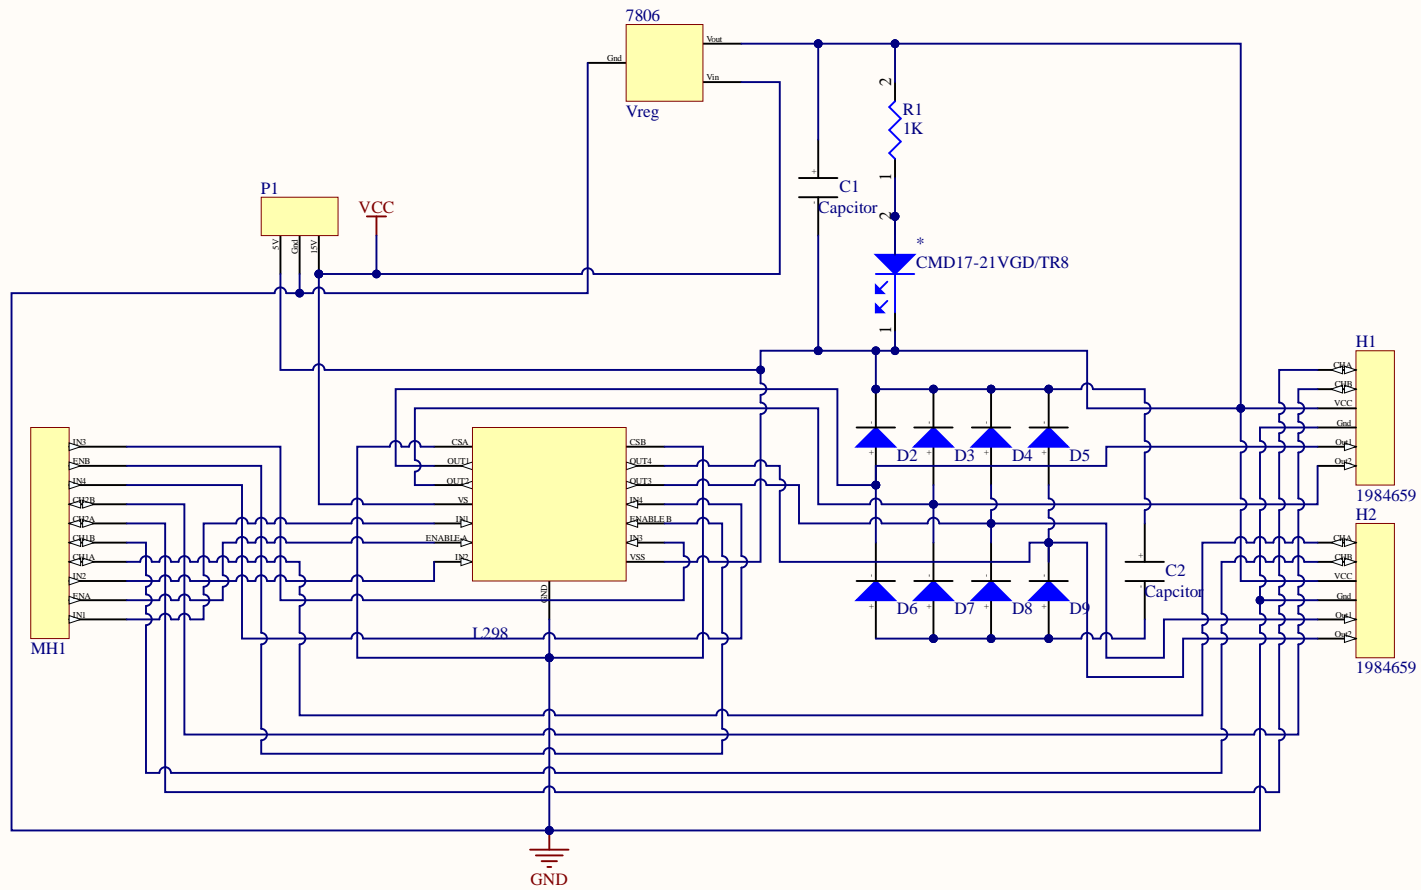 7806
Vout
Gnd
Vin
Vreg
2
R1
1K
1
P1
5V
Gnd
15V
VCC
+
C1
Capcitor
2
*
CMD17-21VGD/TR8
1
H1
CHA
CHB
VCC
Gnd
Out1
Out2
1984659
H2
CHA
CHB
VCC
Gnd
Out1
Out2
1984659
IN3
ENB
IN4
CH2B
CH2A
CH1B
CH1A
IN2
ENA
IN1
MH1
CSA
OUT1
OUT2
VS
IN1
ENABLE A
IN2
CSB
OUT4
OUT3
IN4
ENABLE B
IN3
VSS
GND
L298
D2
D3
D4
D5
D6
D7
D8
D9
+
C2
Capcitor
GND